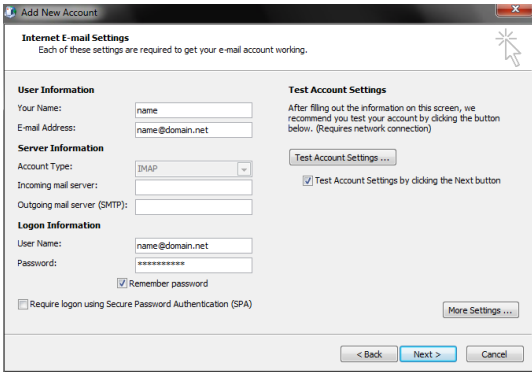 Add New Account
Internet E-mail Settings
Each of these settings are required to get your e-mail account working.
User Information
Your Name:
name
E-mail Address:
name@domain.net
Server Information
Account Type:
IMAP
Incoming mail server:
Outgoing mail server (SMTP):
Logon Information
User Name:
name@domain.net
Password:
**********
Remember password
Require logon using Secure Password Authentication (SPA)
Test Account Settings
After filling out the information on this screen, we
recommend you test your account by clicking the button
below. (Requires network connection)
Test Account Settings ...
Test Account Settings by clicking the Next button
More Settings ...
< Back
Next >
Cancel